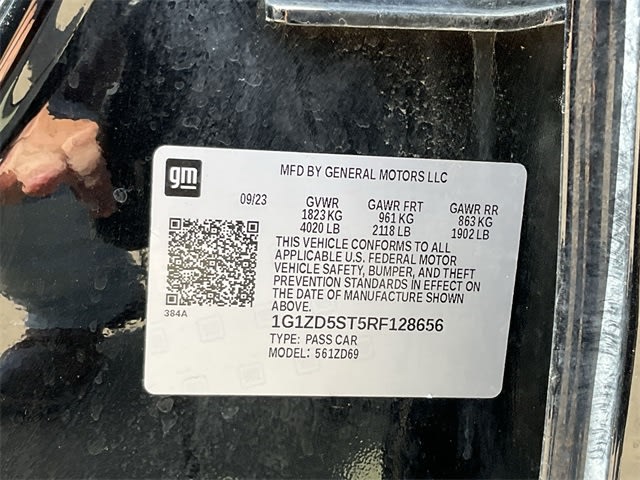 gm
MFD BY GENERAL MOTORS LLC
09/23
GVWR GAWR FRT GAWR RR
1823 KG 961 KG 863 KG
4020 LB 2118 LB 1902 LB
THIS VEHICLE CONFORMS TO ALL
APPLICABLE U.S. FEDERAL MOTOR
VEHICLE SAFETY, BUMPER, AND THEFT
PREVENTION STANDARDS IN EFFECT ON
THE DATE OF MANUFACTURE SHOWN
ABOVE.
384A
1G1ZD5ST5RF128656
TYPE: PASS CAR
MODEL: 561ZD69